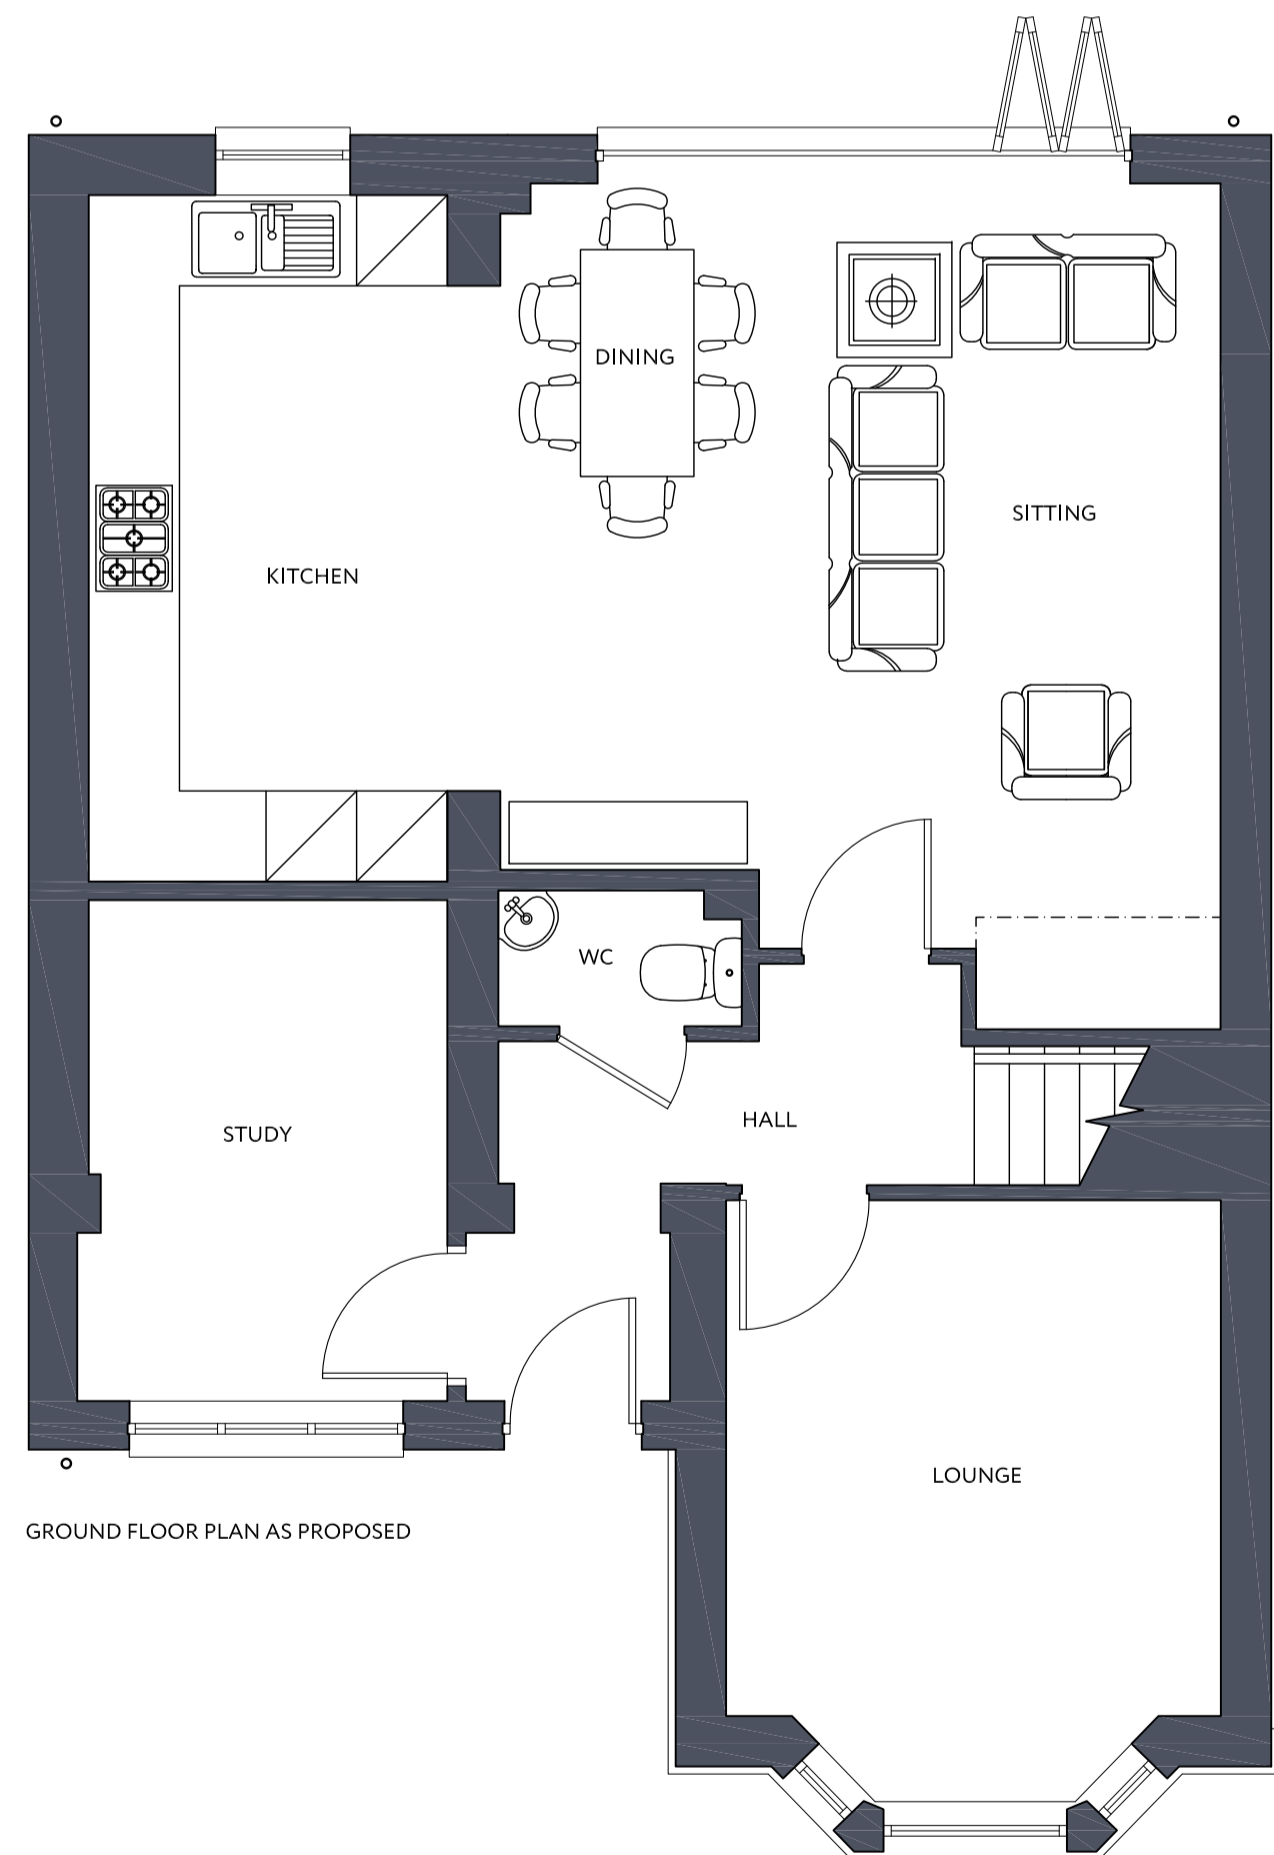 DINING
SITTING
KITCHEN
WC
HALL
STUDY
LOUNGE
GROUND FLOOR PLAN AS PROPOSED